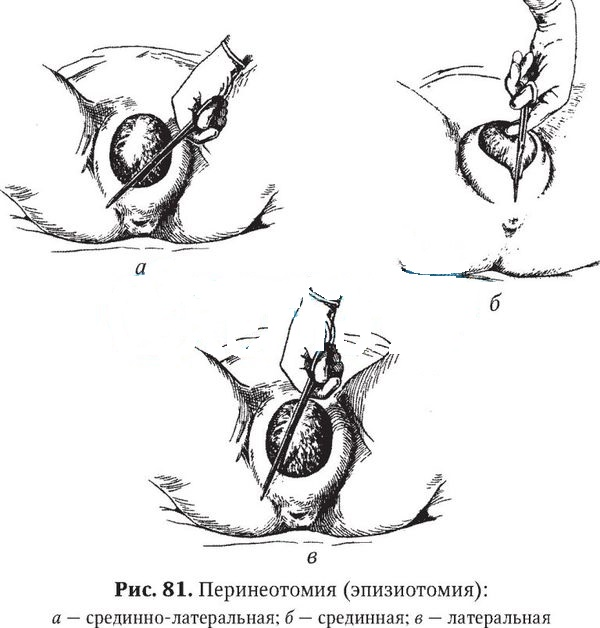 а
б
в
Рис. 81. Перинеотомия (эпизиотомия):
а — срединно-латеральная; б — срединная; в — латеральная